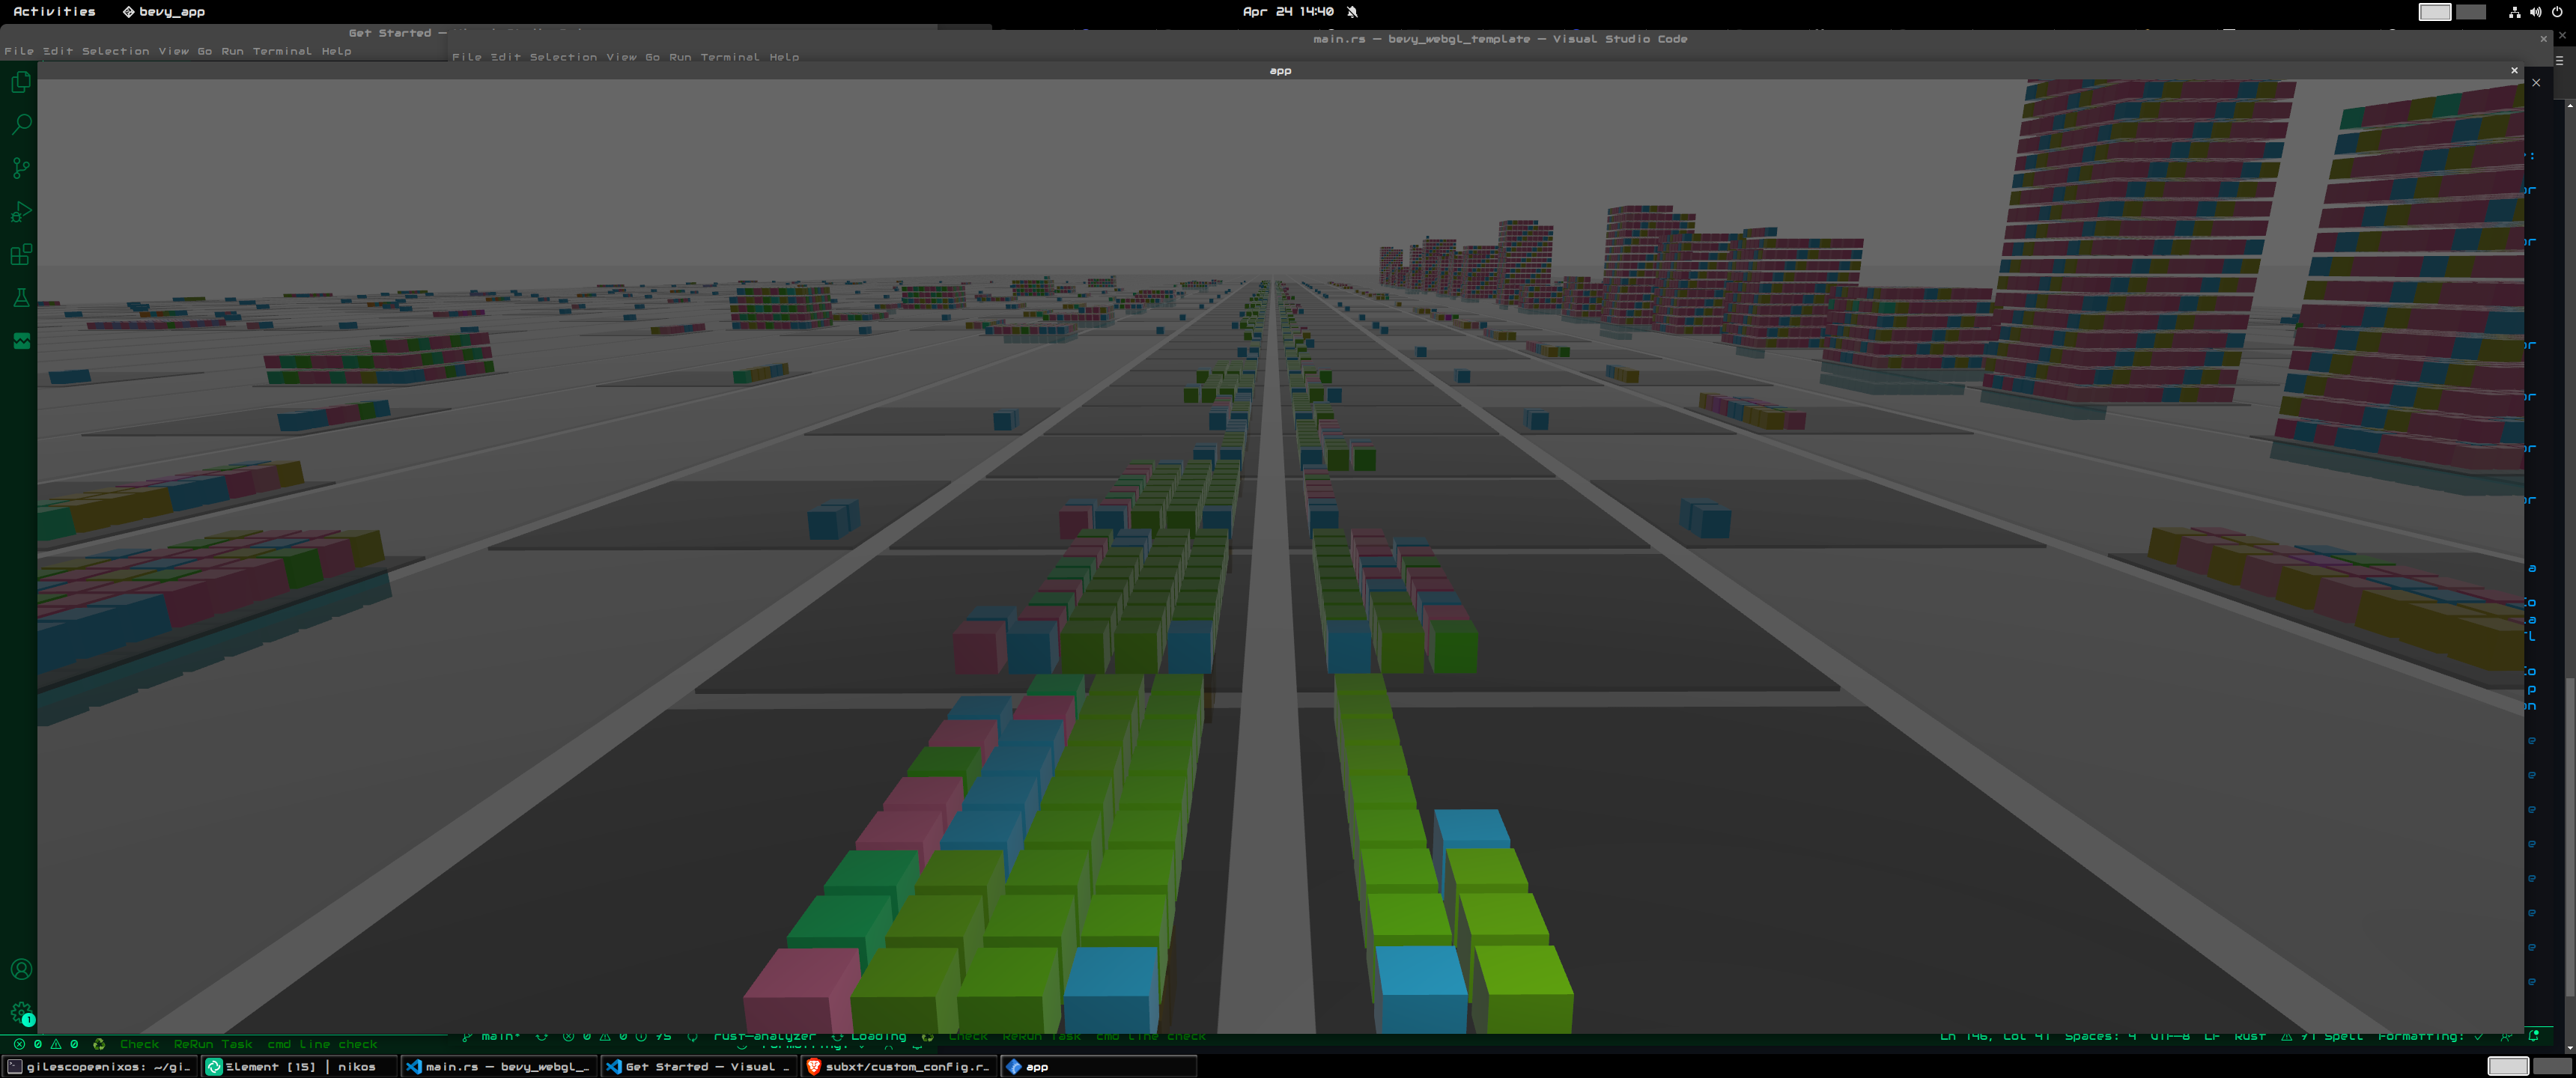 Activities bevy_app Apr 24 14:40
Get Started —
main.rs — bevy_webgl_template — Visual Studio Code
File Edit Selection View Go Run Terminal Help
File Edit Selection View Go Run Terminal Help
app
1
main* 0 0 75 rust-analyzer Loading Check ReRun Task cmd line check
Ln 146, Col 41 Spaces: 4 UTF-8 LF Rust 71 Spell Formatting: ✓
0 0 Check ReRun Task cmd line check
gilescope@nixos: ~/gi… Element [15] | nikos main.rs — bevy_webgl_… Get Started — Visual … subxt/custom_config.r… app